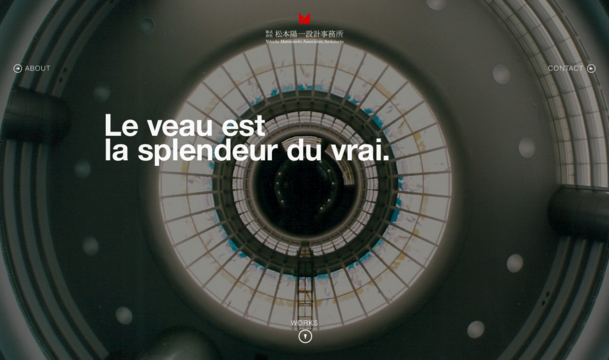 株式会社 松本陽一設計事務所
Yoichi Matsumoto Associates, Architects
ABOUT
CONTACT
Le veau est
la splendeur du vrai.
WORKS